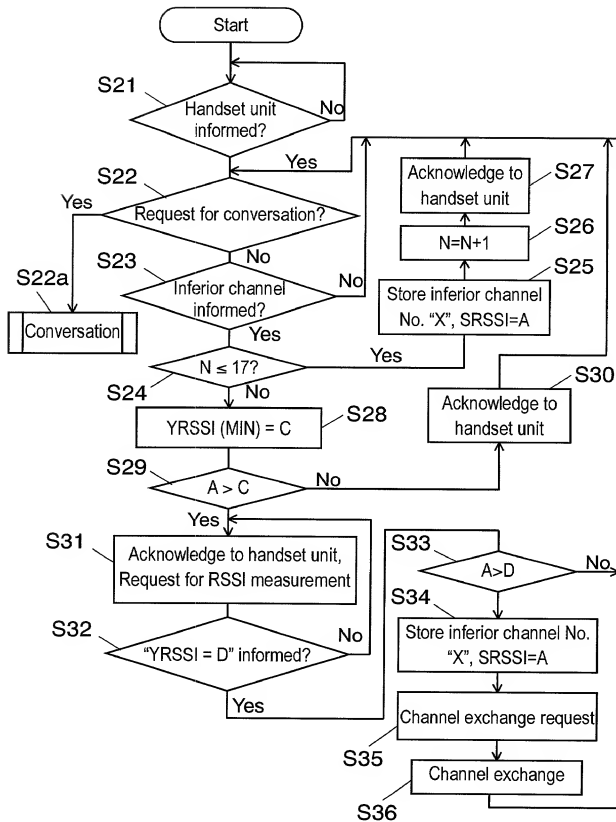 Start
S21
Handset unit
informed?
No
Yes
S22
Request for conversation?
Yes
No
S22a
Conversation
S23
Inferior channel
informed?
No
Yes
S24
N ≤ 17?
Yes
No
S25
Store inferior channel
No. “X”, SRSSI=A
S26
N=N+1
S27
Acknowledge to
handset unit
S28
YRSSI (MIN) = C
S29
A > C
No
Yes
S30
Acknowledge to
handset unit
S31
Acknowledge to handset unit,
Request for RSSI measurement
S32
“YRSSI = D” informed?
No
Yes
S33
A>D
No
S34
Store inferior channel No.
“X”, SRSSI=A
S35
Channel exchange request
S36
Channel exchange